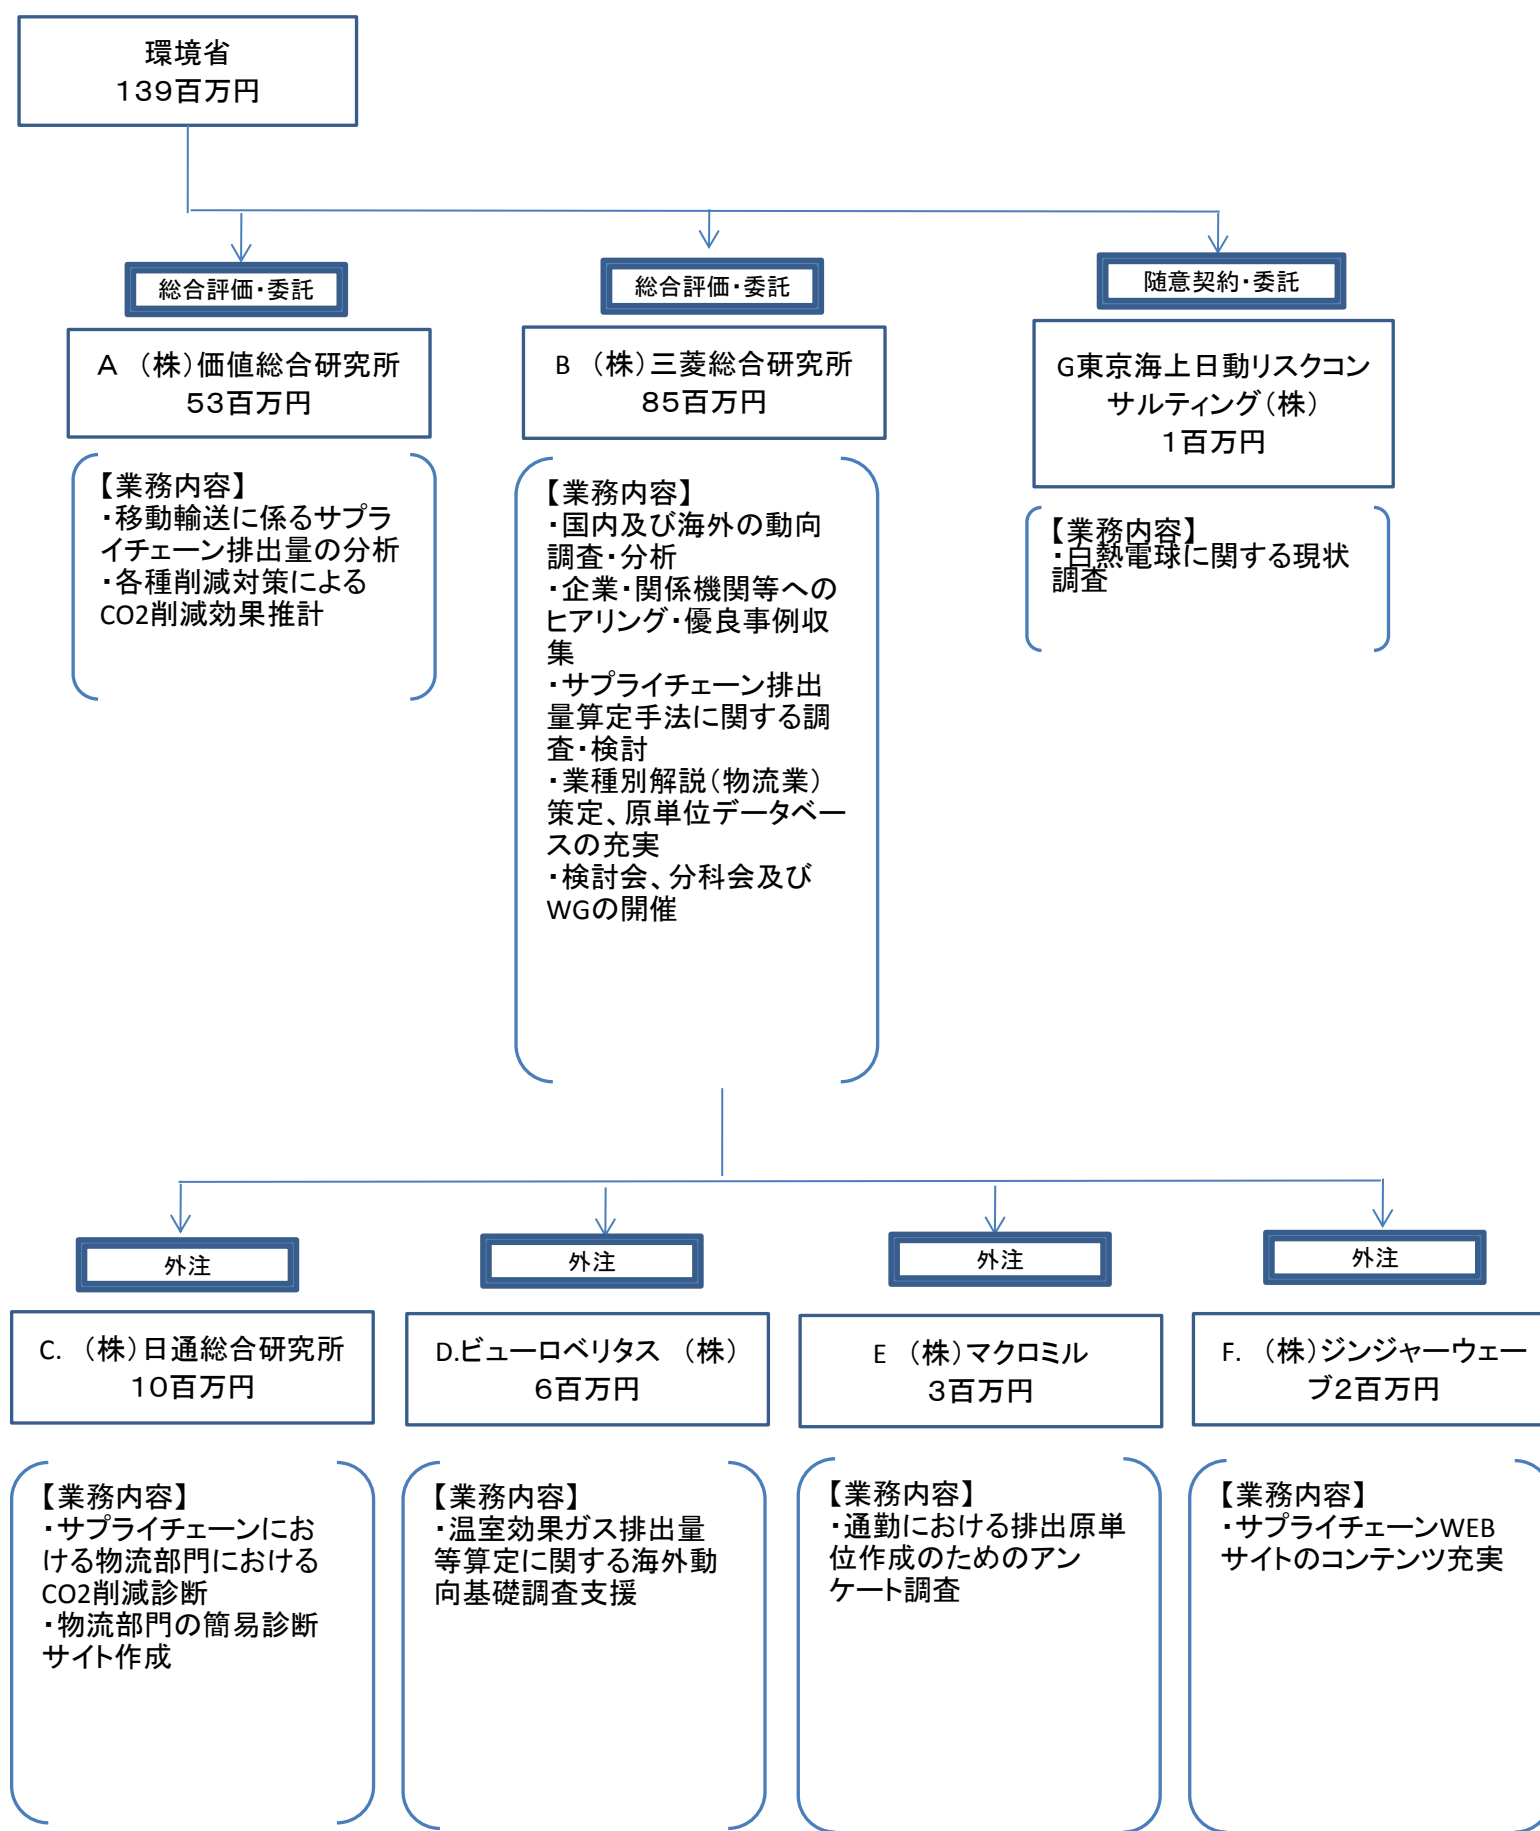 環境省
139百万円
総合評価・委託
総合評価・委託
随意契約・委託
A （株）価値総合研究所
53百万円
B （株）三菱総合研究所
85百万円
G東京海上日動リスクコン
サルティング（株）
1百万円
【業務内容】
・移動輸送に係るサプラ
イチェーン排出量の分析
・各種削減対策による
CO2削減効果推計
【業務内容】
・国内及び海外の動向
調査・分析
・企業・関係機関等への
ヒアリング・優良事例収
集
・サプライチェーン排出
量算定手法に関する調
査・検討
・業種別解説（物流業）
策定、原単位データベー
スの充実
・検討会、分科会及び
WGの開催
【業務内容】
・白熱電球に関する現状
調査
外注
外注
外注
外注
C. （株）日通総合研究所
10百万円
D.ビューロベリタス （株）
6百万円
E （株）マクロミル
3百万円
F. （株）ジンジャーウェー
ブ2百万円
【業務内容】
・サプライチェーンにお
ける物流部門における
CO2削減診断
・物流部門の簡易診断
サイト作成
【業務内容】
・温室効果ガス排出量
等算定に関する海外動
向基礎調査支援
【業務内容】
・通勤における排出原単
位作成のためのアン
ケート調査
【業務内容】
・サプライチェーンWEB
サイトのコンテンツ充実